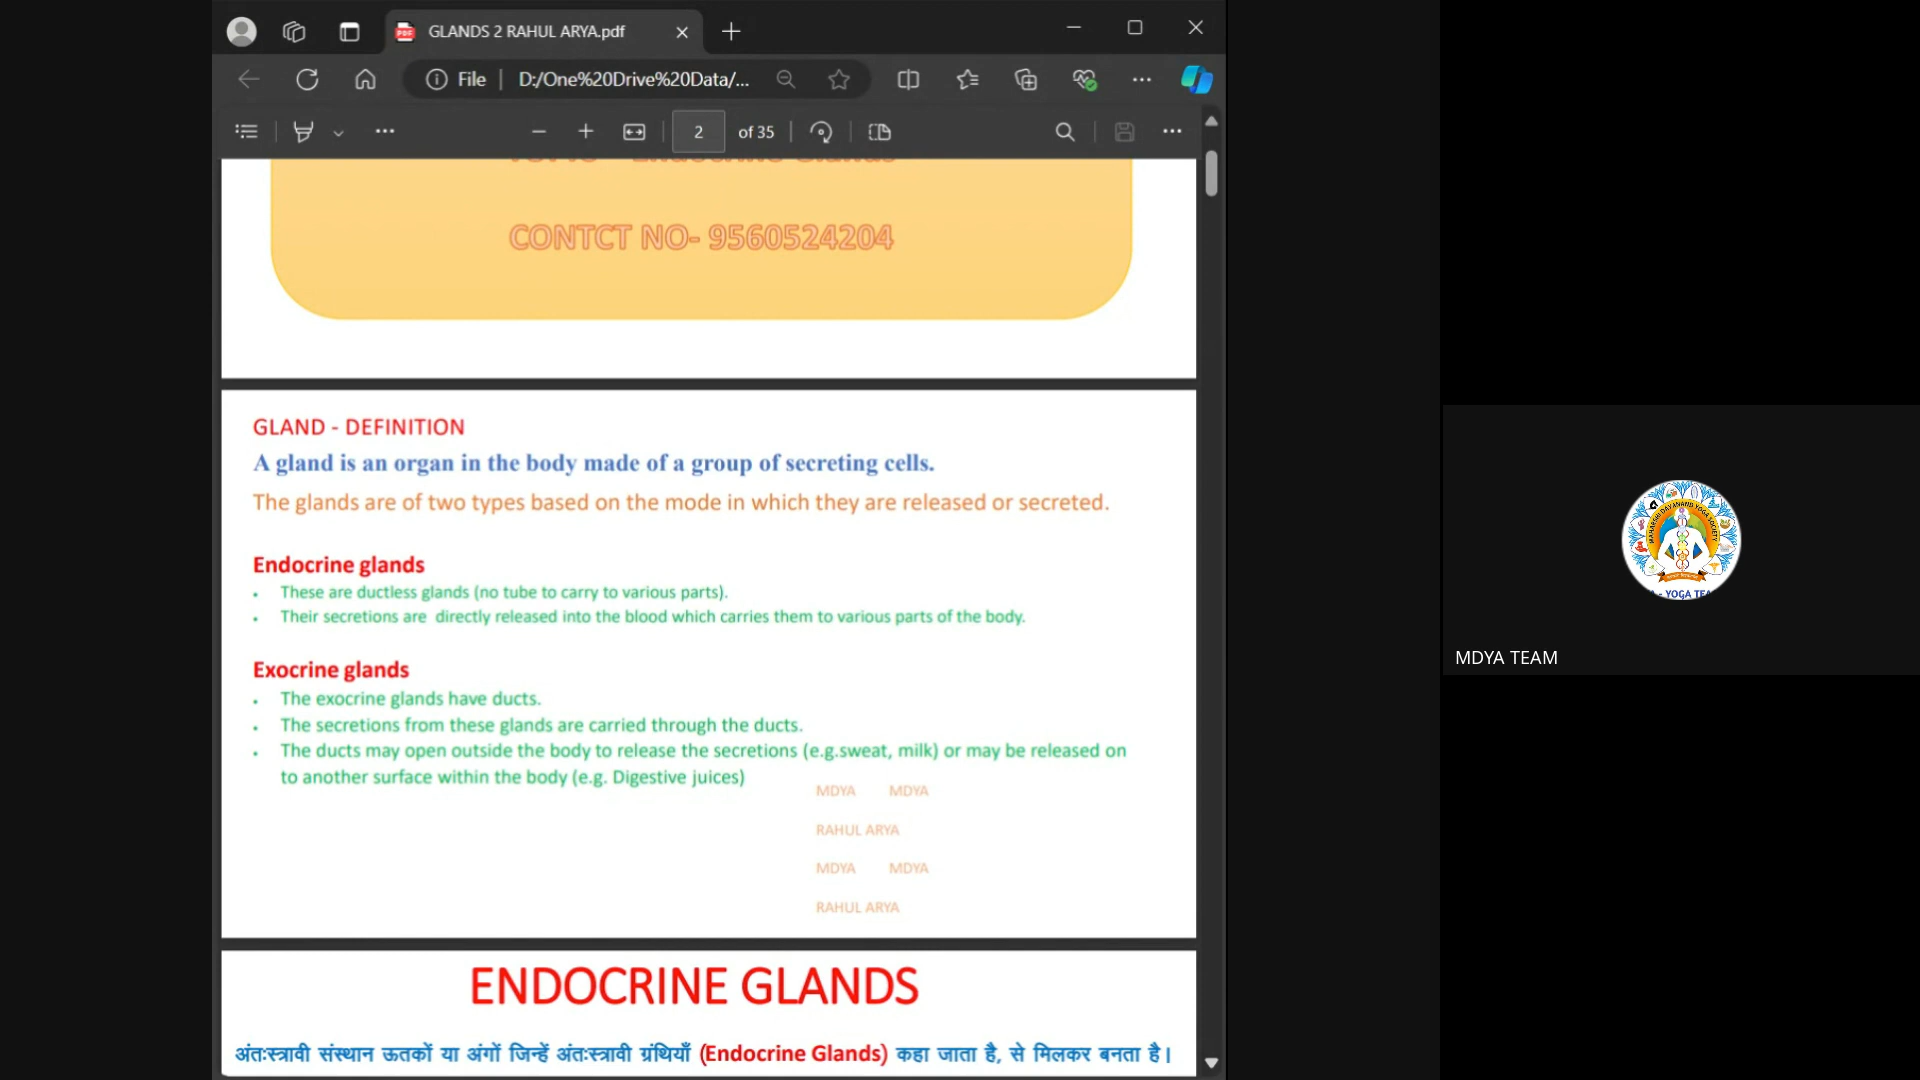 GLANDS 2 RAHUL ARYA.pdf
File
D:/One%20Drive%20Data/...
2 of 35
CONTCT NO- 9560524204
GLAND - DEFINITION
A gland is an organ in the body made of a group of secreting cells.
The glands are of two types based on the mode in which they are released or secreted.
Endocrine glands
• These are ductless glands (no tube to carry to various parts).
• Their secretions are directly released into the blood which carries them to various parts of the body.
Exocrine glands
• The exocrine glands have ducts.
• The secretions from these glands are carried through the ducts.
• The ducts may open outside the body to release the secretions (e.g.sweat, milk) or may be released on
to another surface within the body (e.g. Digestive juices)
MDYA MDYA
RAHUL ARYA
MDYA MDYA
RAHUL ARYA
ENDOCRINE GLANDS
अंतःस्त्रावी संस्थान ऊतकों या अंगों जिन्हें अंतःस्त्रावी ग्रंथियाँ (Endocrine Glands) कहा जाता है, से मिलकर बनता है।
MAHARSHI DAYANAND YOGA SOCIETY
MDYA TEAM